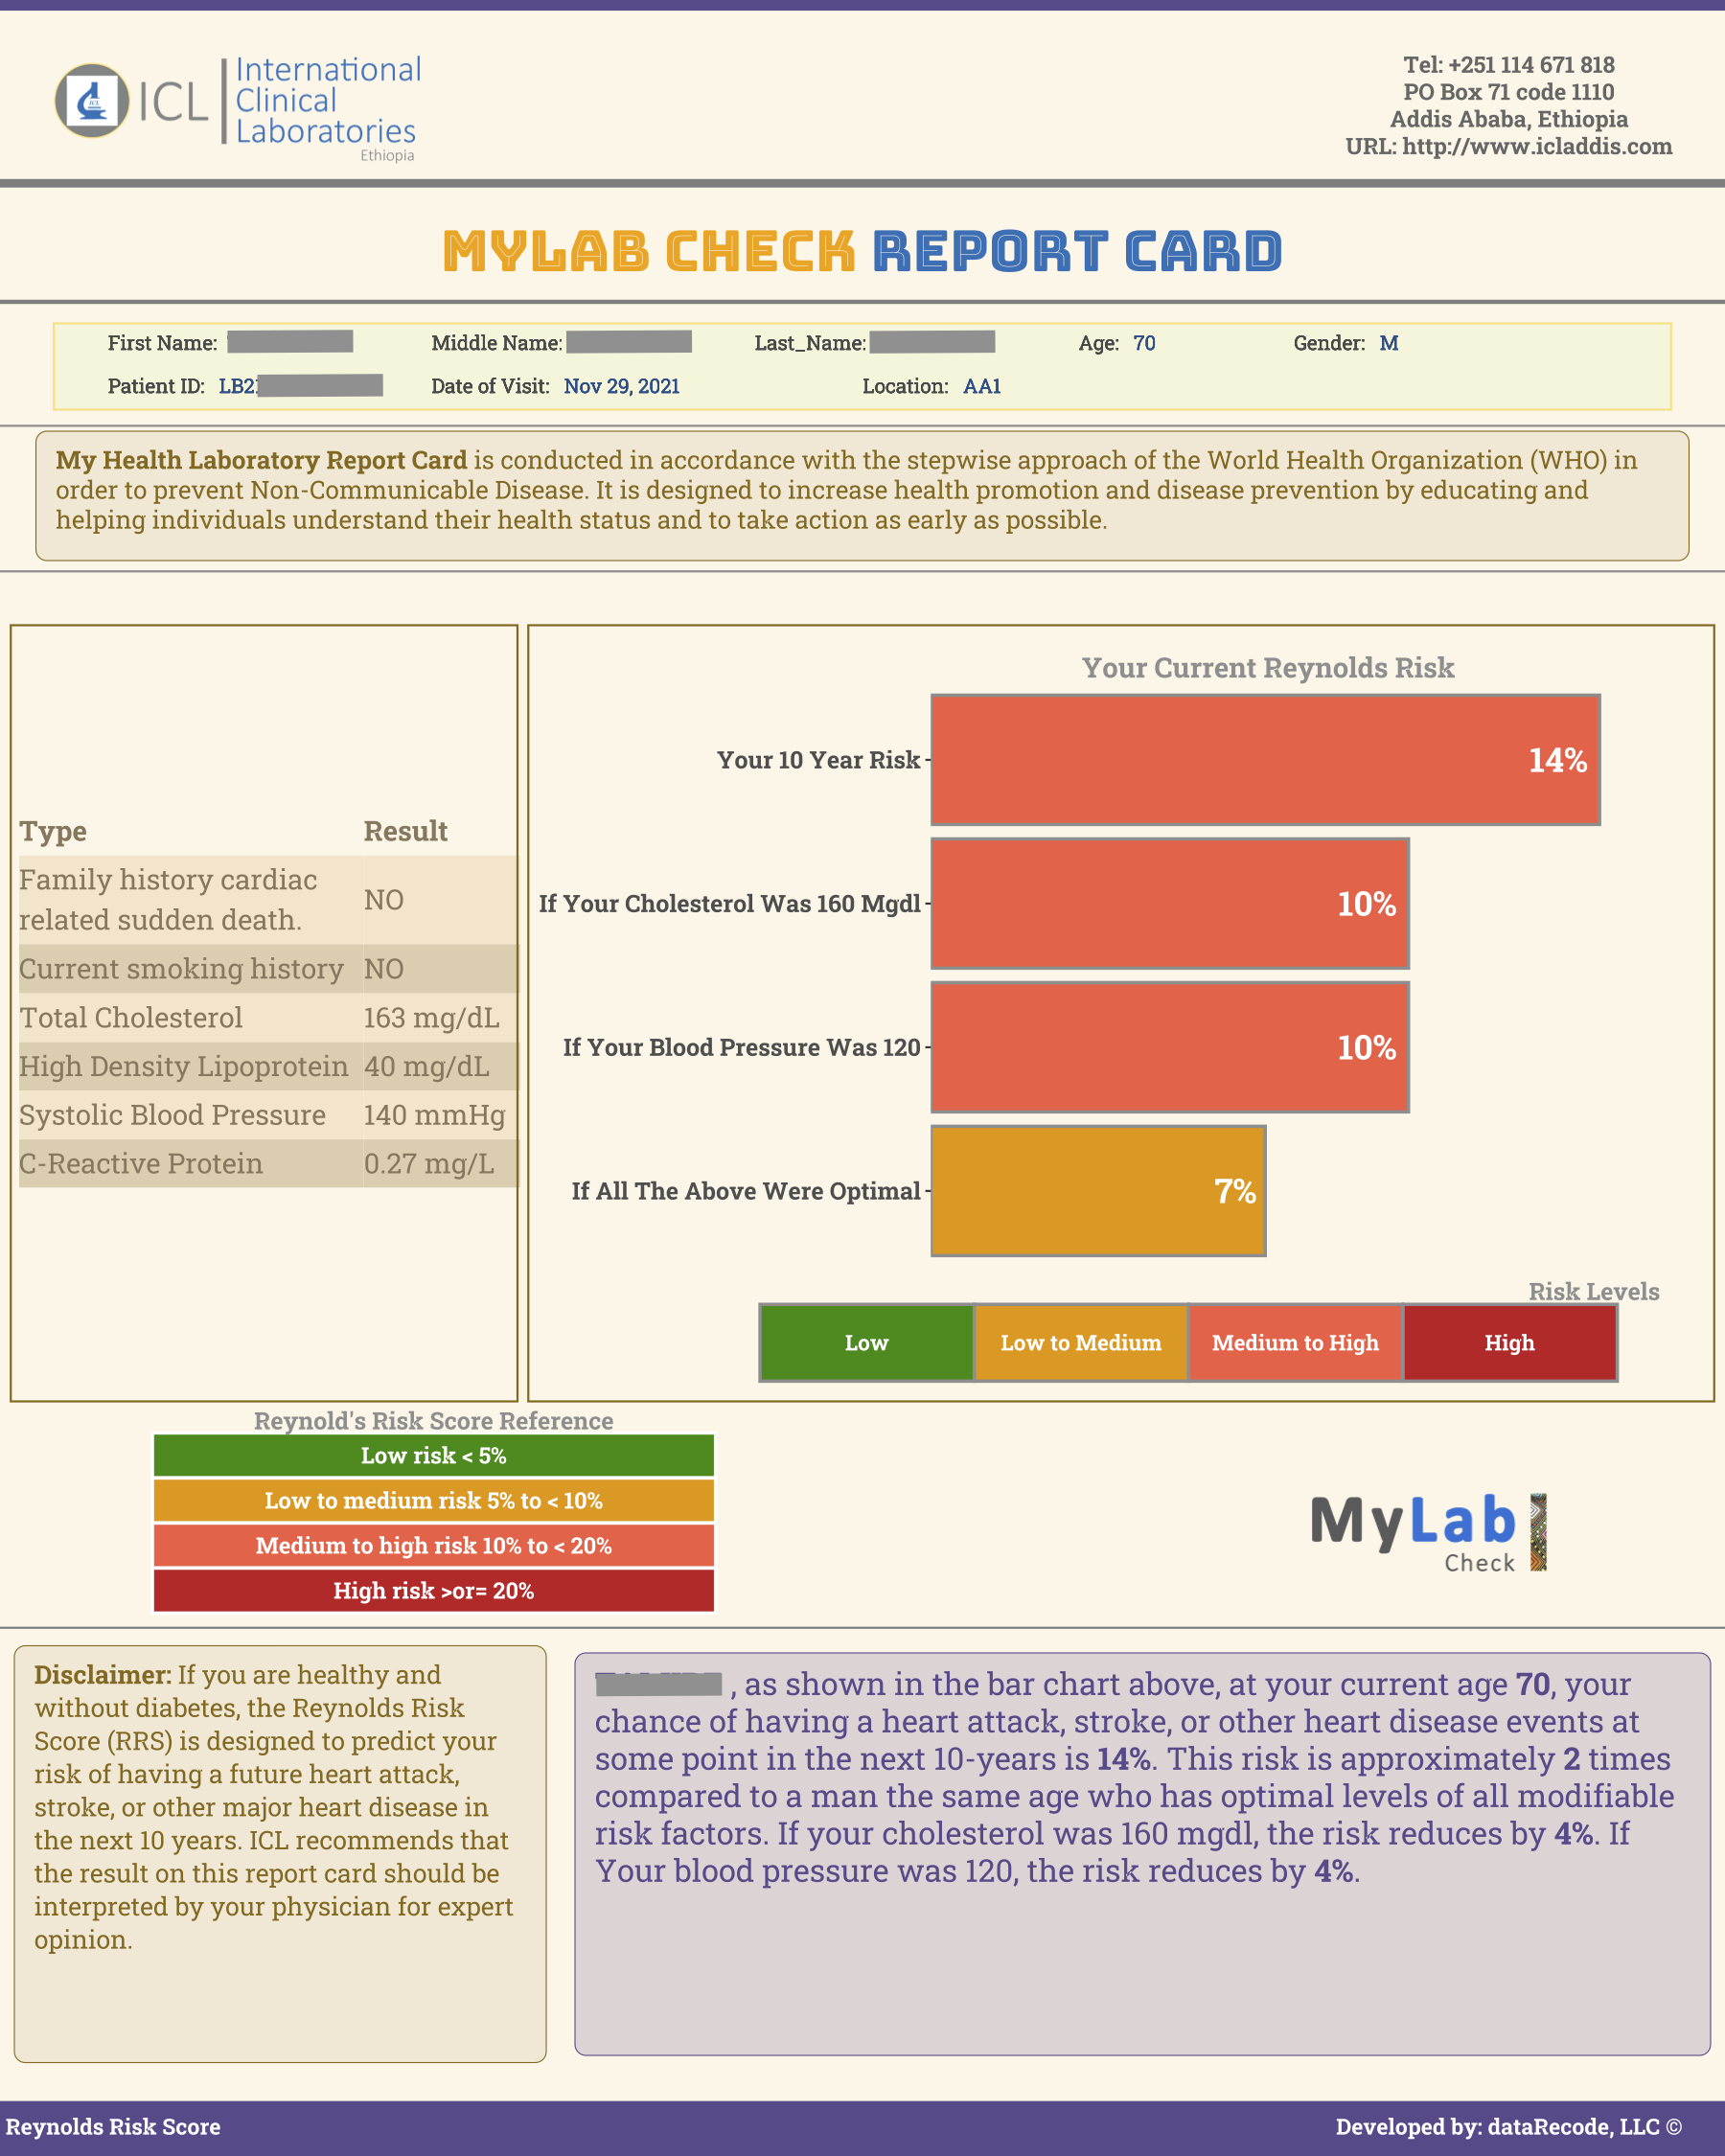 ICL
International
Clinical
Laboratories
Ethiopia
Tel: +251 114 671 818
PO Box 71 code 1110
Addis Ababa, Ethiopia
URL: http://www.icladdis.com
MYLAB CHECK REPORT CARD
First Name: Middle Name: Last_Name: Age: 70 Gender: M
Patient ID: LB2 Date of Visit: Nov 29, 2021 Location: AA1
My Health Laboratory Report Card is conducted in accordance with the stepwise approach of the World Health Organization (WHO) in
order to prevent Non-Communicable Disease. It is designed to increase health promotion and disease prevention by educating and
helping individuals understand their health status and to take action as early as possible.
Type Result
Family history cardiac
related sudden death. NO
Current smoking history NO
Total Cholesterol 163 mg/dL
High Density Lipoprotein 40 mg/dL
Systolic Blood Pressure 140 mmHg
C-Reactive Protein 0.27 mg/L
Your Current Reynolds Risk
Your 10 Year Risk 14%
If Your Cholesterol Was 160 Mgdl 10%
If Your Blood Pressure Was 120 10%
If All The Above Were Optimal 7%
Risk Levels
Low Low to Medium Medium to High High
Reynold's Risk Score Reference
Low risk < 5%
Low to medium risk 5% to < 10%
Medium to high risk 10% to < 20%
High risk >or= 20%
MyLab
Check
Disclaimer: If you are healthy and
without diabetes, the Reynolds Risk
Score (RRS) is designed to predict your
risk of having a future heart attack,
stroke, or other major heart disease in
the next 10 years. ICL recommends that
the result on this report card should be
interpreted by your physician for expert
opinion.
, as shown in the bar chart above, at your current age 70, your
chance of having a heart attack, stroke, or other heart disease events at
some point in the next 10-years is 14%. This risk is approximately 2 times
compared to a man the same age who has optimal levels of all modifiable
risk factors. If your cholesterol was 160 mgdl, the risk reduces by 4%. If
Your blood pressure was 120, the risk reduces by 4%.
Reynolds Risk Score
Developed by: dataRecode, LLC ©